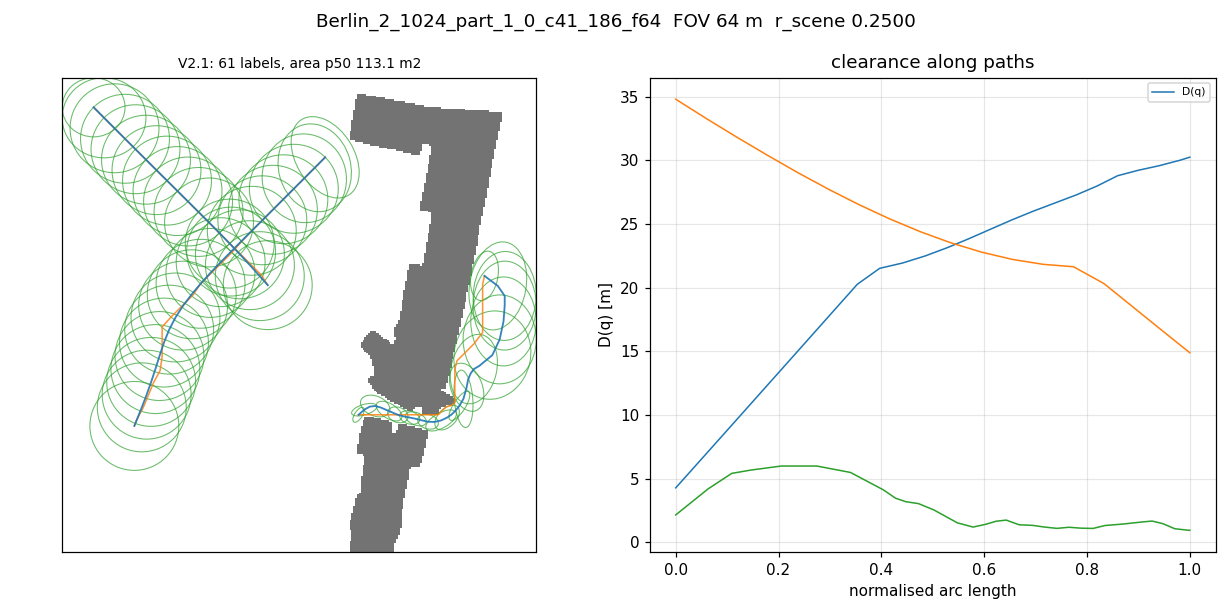 Berlin_2_1024_part_1_0_c41_186_f64  FOV 64 m  r_scene 0.2500
V2.1: 61 labels, area p50 113.1 m2
clearance along paths
D(q)
D(q) [m]
35
30
25
20
15
10
5
0
0.0 0.2 0.4 0.6 0.8 1.0
normalised arc length